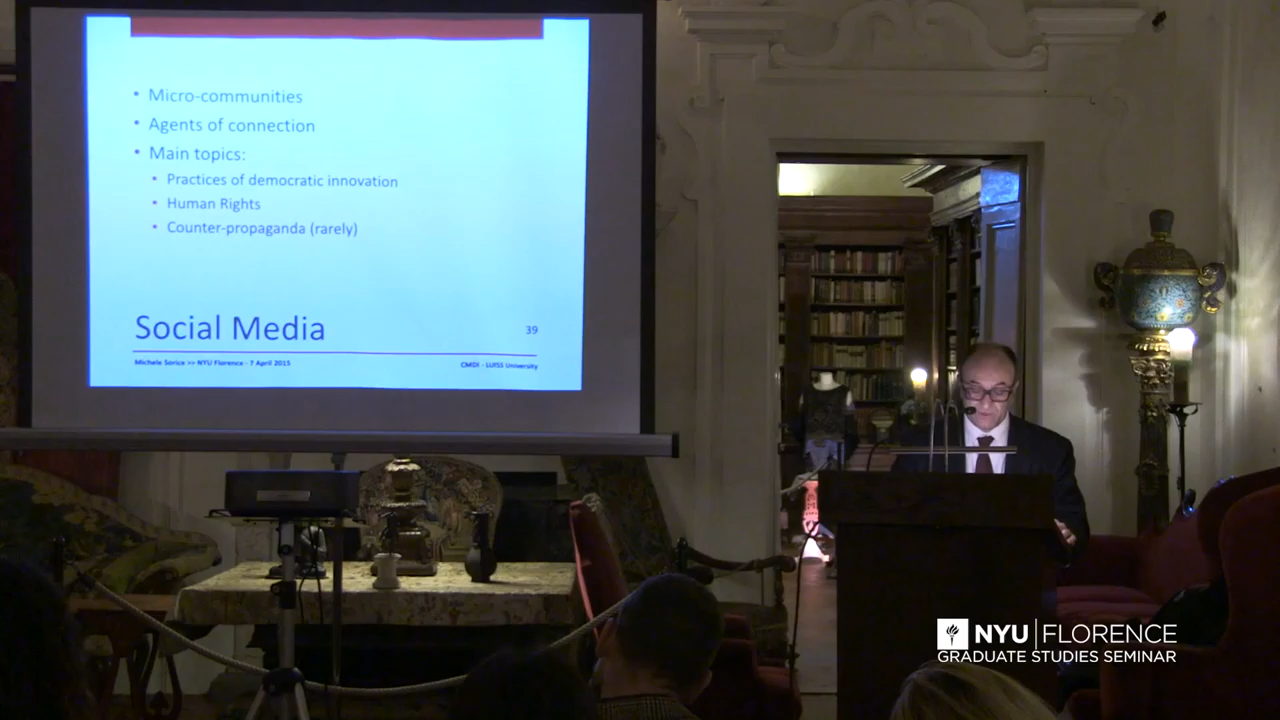 • Micro-communities
• Agents of connection
• Main topics:
• Practices of democratic innovation
• Human Rights
• Counter-propaganda (rarely)
Social Media
39
Michele Sorice >> NYU Florence - 7 April 2015
CMDI - LUISS University
NYU FLORENCE
GRADUATE STUDIES SEMINAR